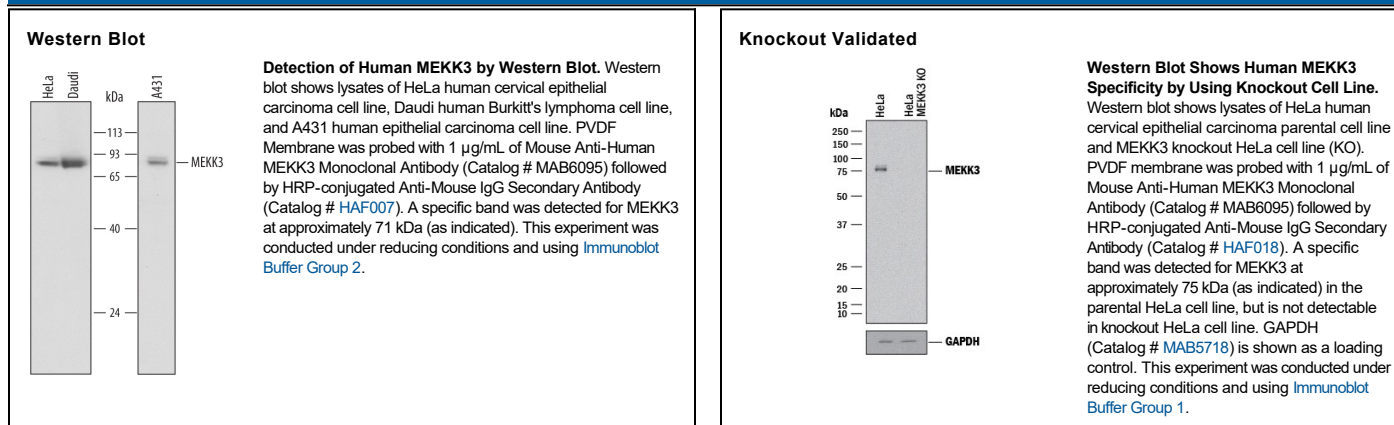 Western Blot
HeLa
Daudi
kDa
A431
113
93
65
40
24
MEKK3
Detection of Human MEKK3 by Western Blot. Western
blot shows lysates of HeLa human cervical epithelial
carcinoma cell line, Daudi human Burkitt's lymphoma cell line,
and A431 human epithelial carcinoma cell line. PVDF
Membrane was probed with 1 µg/mL of Mouse Anti-Human
MEKK3 Monoclonal Antibody (Catalog # MAB6095) followed
by HRP-conjugated Anti-Mouse IgG Secondary Antibody
(Catalog # HAF007). A specific band was detected for MEKK3
at approximately 71 kDa (as indicated). This experiment was
conducted under reducing conditions and using Immunoblot
Buffer Group 2.
Knockout Validated
kDa
HeLa
HeLa
MEKK3 KO
250
150
100
75
50
37
25
20
15
10
MEKK3
GAPDH
Western Blot Shows Human MEKK3
Specificity by Using Knockout Cell Line.
Western blot shows lysates of HeLa human
cervical epithelial carcinoma parental cell line
and MEKK3 knockout HeLa cell line (KO).
PVDF membrane was probed with 1 µg/mL of
Mouse Anti-Human MEKK3 Monoclonal
Antibody (Catalog # MAB6095) followed by
HRP-conjugated Anti-Mouse IgG Secondary
Antibody (Catalog # HAF018). A specific
band was detected for MEKK3 at
approximately 75 kDa (as indicated) in the
parental HeLa cell line, but is not detectable
in knockout HeLa cell line. GAPDH
(Catalog # MAB5718) is shown as a loading
control. This experiment was conducted under
reducing conditions and using Immunoblot
Buffer Group 1.